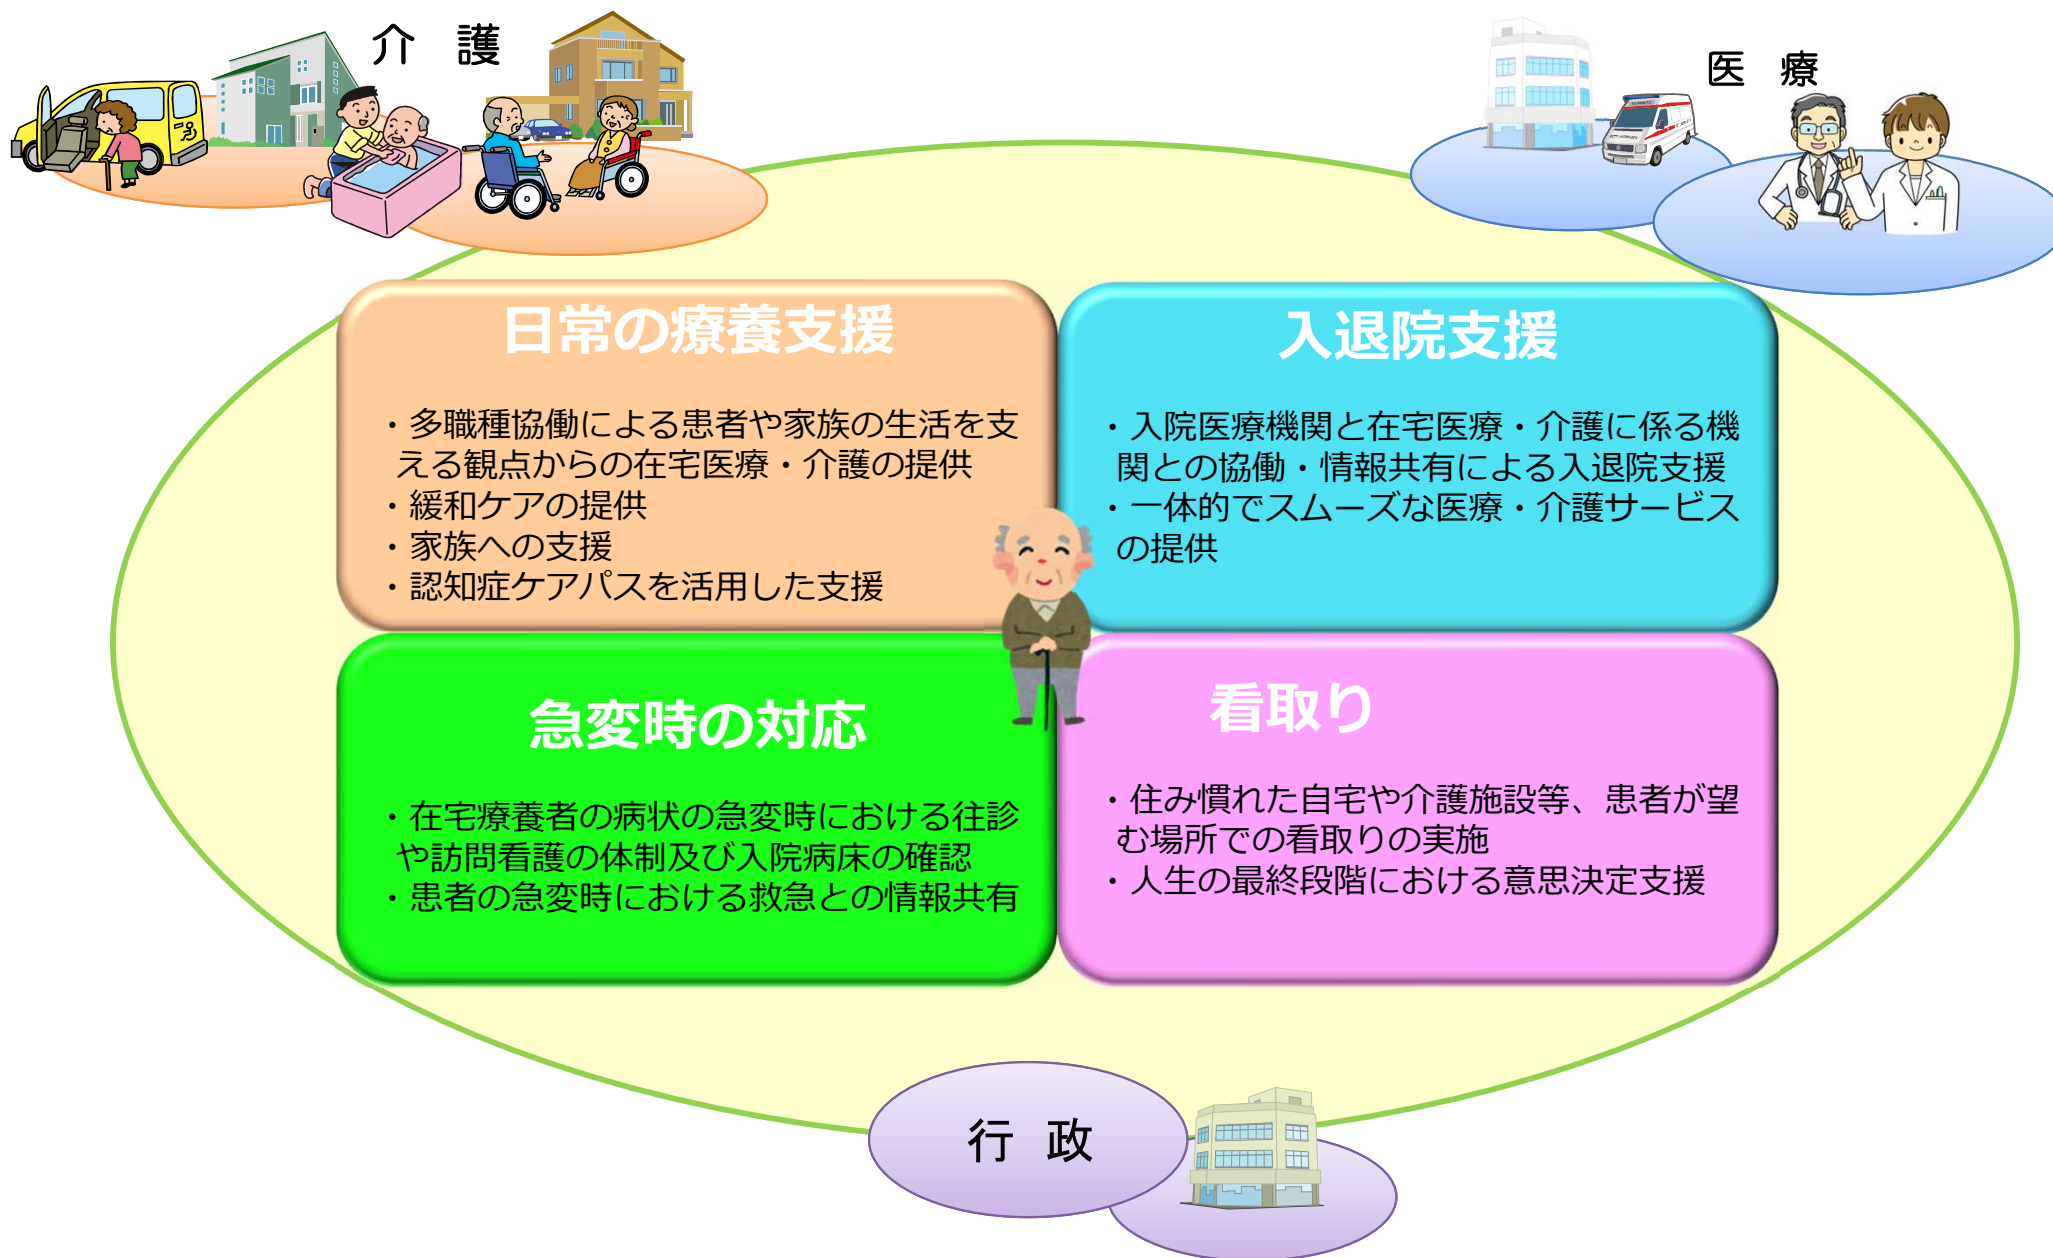 介 護
医 療
日常の療養支援
・多職種協働による患者や家族の生活を支
える観点からの在宅医療・介護の提供
・緩和ケアの提供
・家族への支援
・認知症ケアパスを活用した支援
入退院支援
・入院医療機関と在宅医療・介護に係る機
関との協働・情報共有による入退院支援
・一体的でスムーズな医療・介護サービス
の提供
急変時の対応
・在宅療養者の病状の急変時における往診
や訪問看護の体制及び入院病床の確認
・患者の急変時における救急との情報共有
看取り
・住み慣れた自宅や介護施設等、患者が望
む場所での看取りの実施
・人生の最終段階における意思決定支援
行 政